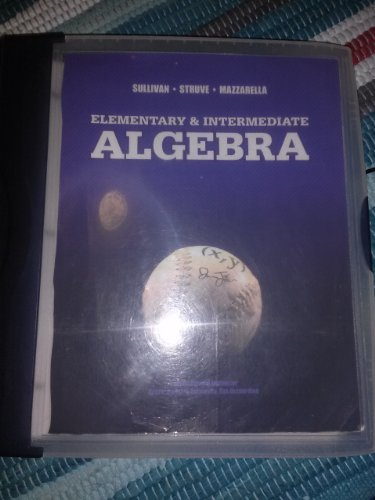 SULLIVAN • STRUVE • MAZZARELLA
ELEMENTARY & INTERMEDIATE
ALGEBRA
(x, y)